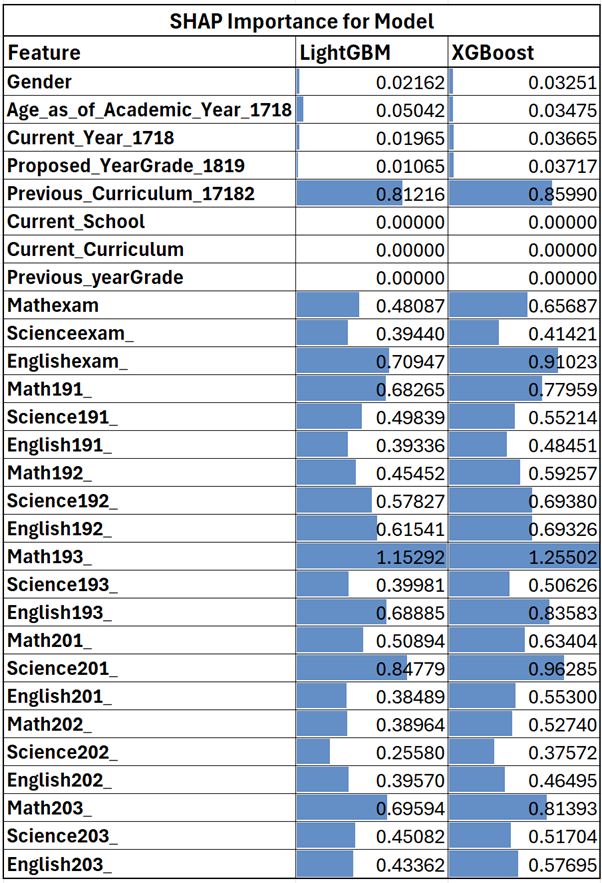 SHAP Importance for Model
Feature LightGBM XGBoost
Gender 0.02162 0.03251
Age_as_of_Academic_Year_1718 0.05042 0.03475
Current_Year_1718 0.01965 0.03665
Proposed_YearGrade_1819 0.01065 0.03717
Previous_Curriculum_17182 0.81216 0.85990
Current_School 0.00000 0.00000
Current_Curriculum 0.00000 0.00000
Previous_yearGrade 0.00000 0.00000
Mathexam 0.48087 0.65687
Scienceexam_ 0.39440 0.41421
Englishexam_ 0.70947 0.91023
Math191_ 0.68265 0.77959
Science191_ 0.49839 0.55214
English191_ 0.39336 0.48451
Math192_ 0.45452 0.59257
Science192_ 0.57827 0.69380
English192_ 0.61541 0.69326
Math193_ 1.15292 1.25502
Science193_ 0.39981 0.50626
English193_ 0.68885 0.83583
Math201_ 0.50894 0.63404
Science201_ 0.84779 0.96285
English201_ 0.38489 0.55300
Math202_ 0.38964 0.52740
Science202_ 0.25580 0.37572
English202_ 0.39570 0.46495
Math203_ 0.69594 0.81393
Science203_ 0.45082 0.51704
English203_ 0.43362 0.57695